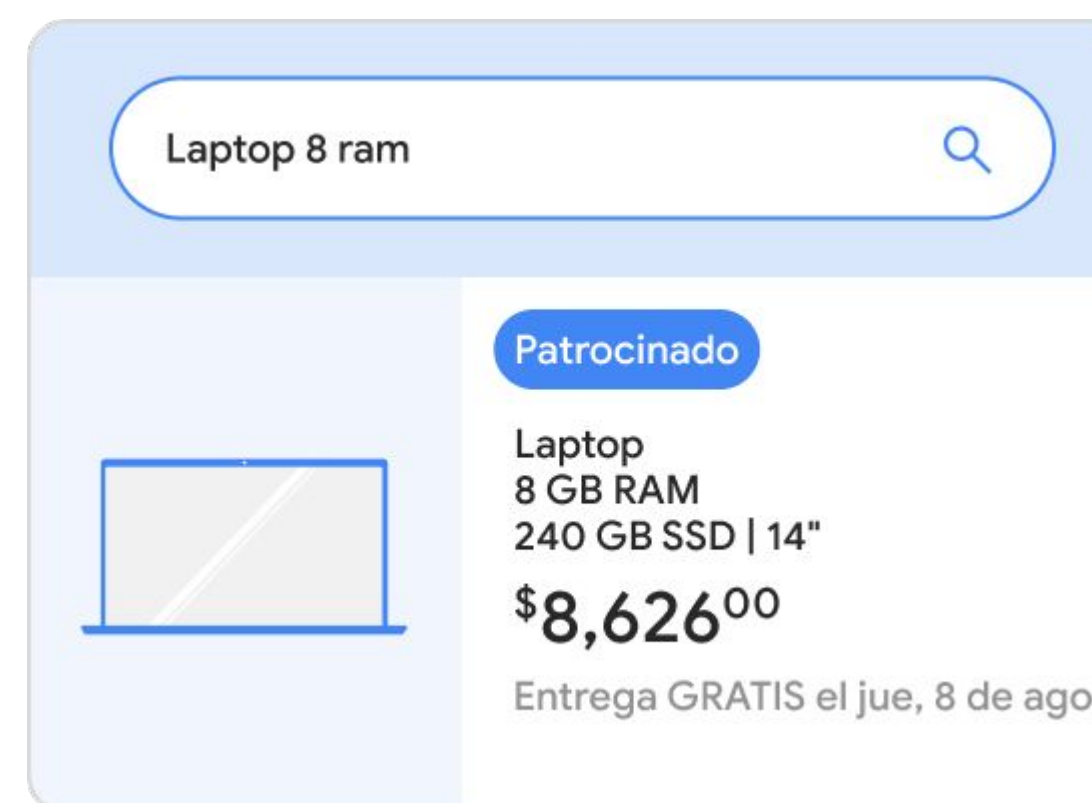 Laptop 8 ram
Patrocinado
Laptop
8 GB RAM
240 GB SSD | 14"
$8,62600
Entrega GRATIS el jue, 8 de ago